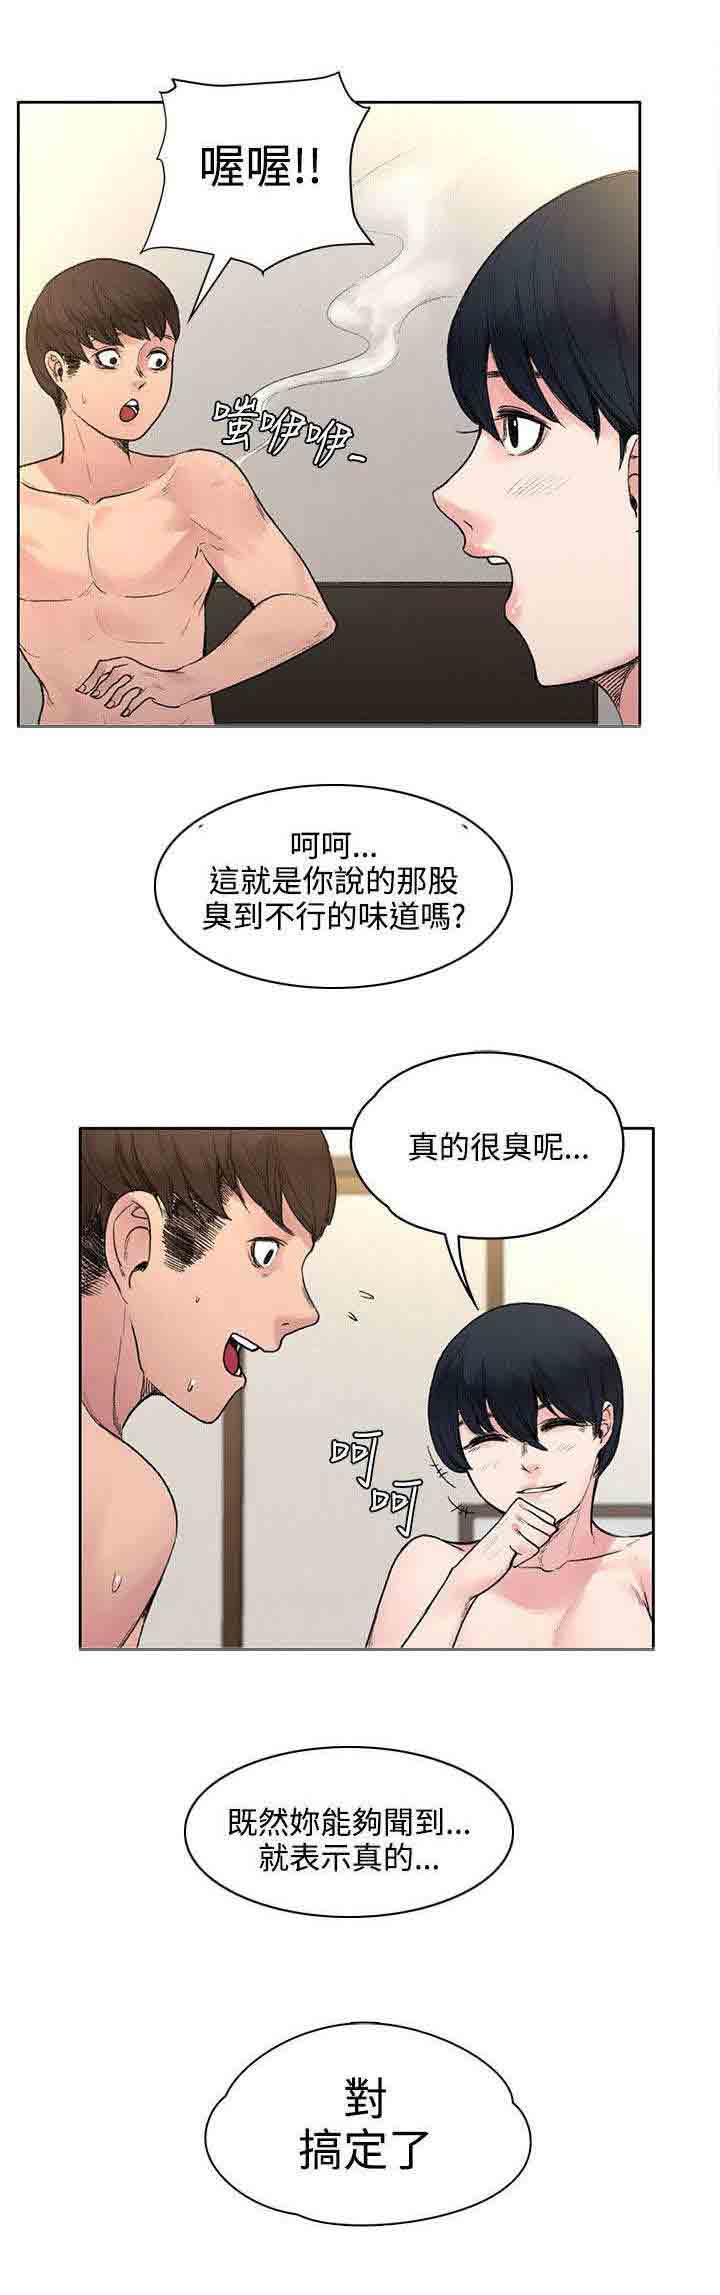 喔喔!!
嗤咿咿~
呵呵...
這就是你說的那股
臭到不行的味道嗎?
真的很臭呢...
呵呵
既然妳能夠聞到...
就表示真的...
對
搞定了